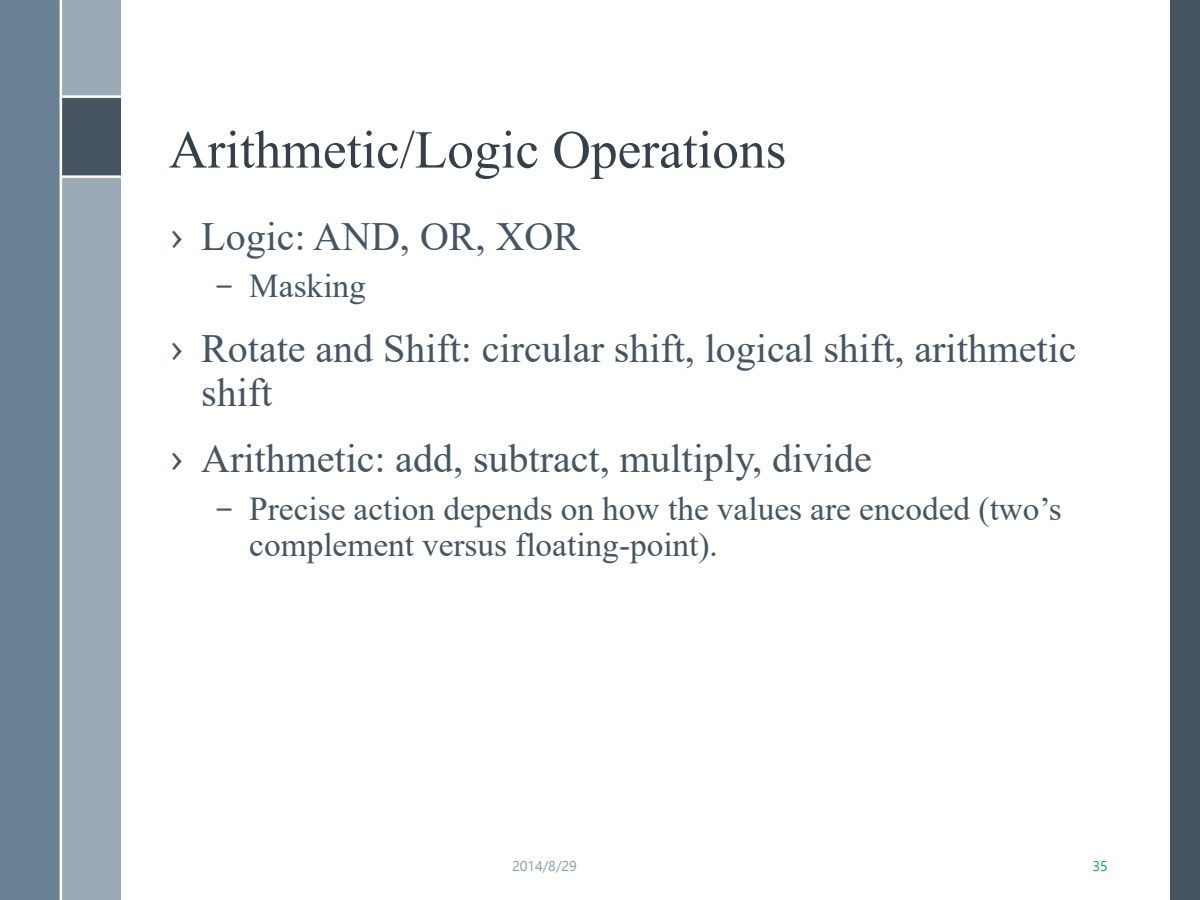 Arithmetic/Logic Operations
› Logic: AND, OR, XOR
– Masking
› Rotate and Shift: circular shift, logical shift, arithmetic
shift
› Arithmetic: add, subtract, multiply, divide
– Precise action depends on how the values are encoded (two’s
complement versus floating-point).
2014/8/29
35